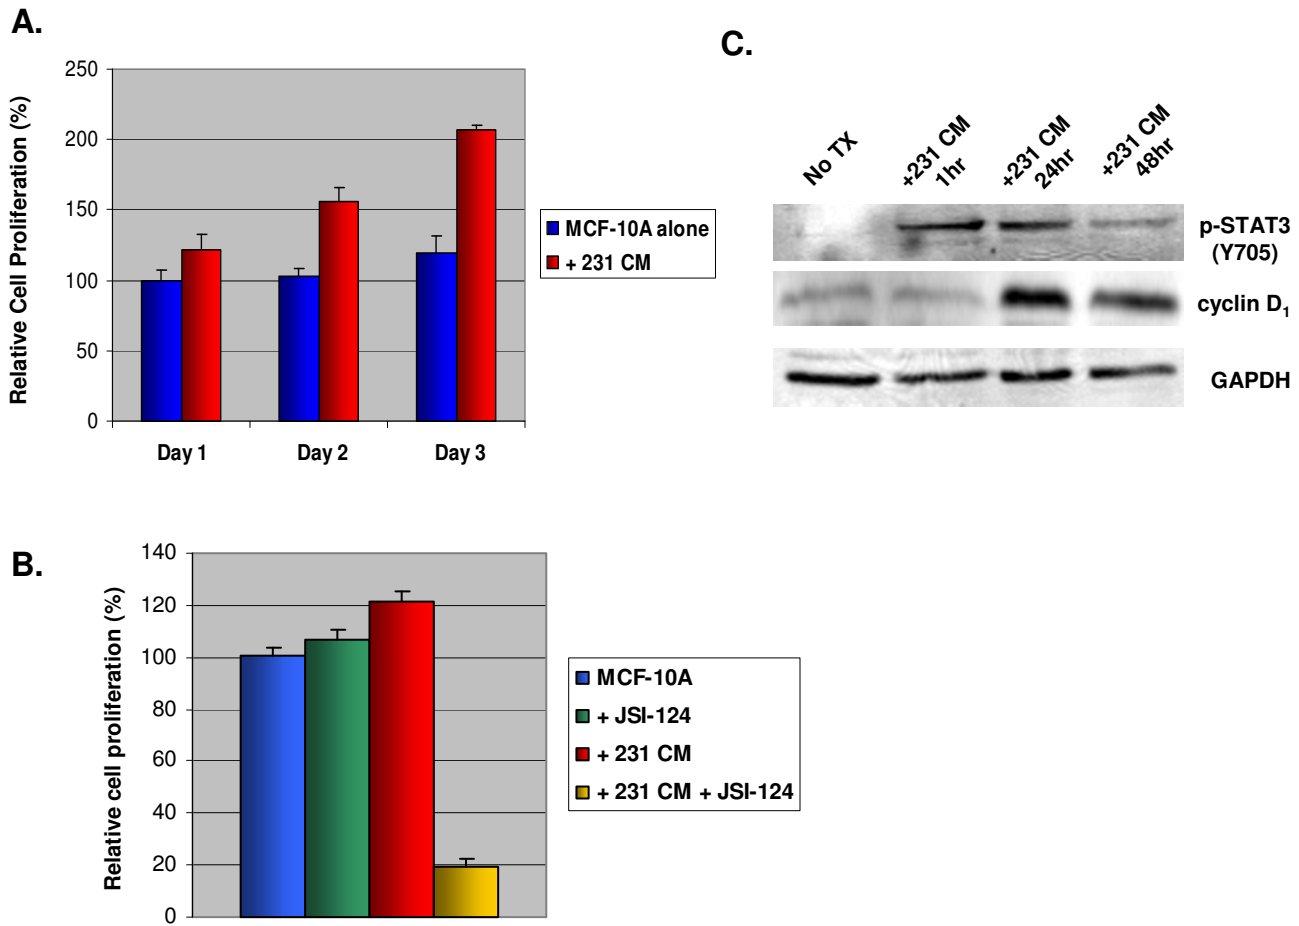 A.
250
200
150
100
50
0
Relative Cell Proliferation (%)
Day 1
Day 2
Day 3
MCF-10A alone
+ 231 CM
B.
140
120
100
80
60
40
20
0
Relative cell proliferation (%)
MCF-10A
+ JSI-124
+ 231 CM
+ 231 CM + JSI-124
C.
No TX
+231 CM
1hr
+231 CM
24hr
+231 CM
48hr
p-STAT3
(Y705)
cyclin D1
GAPDH